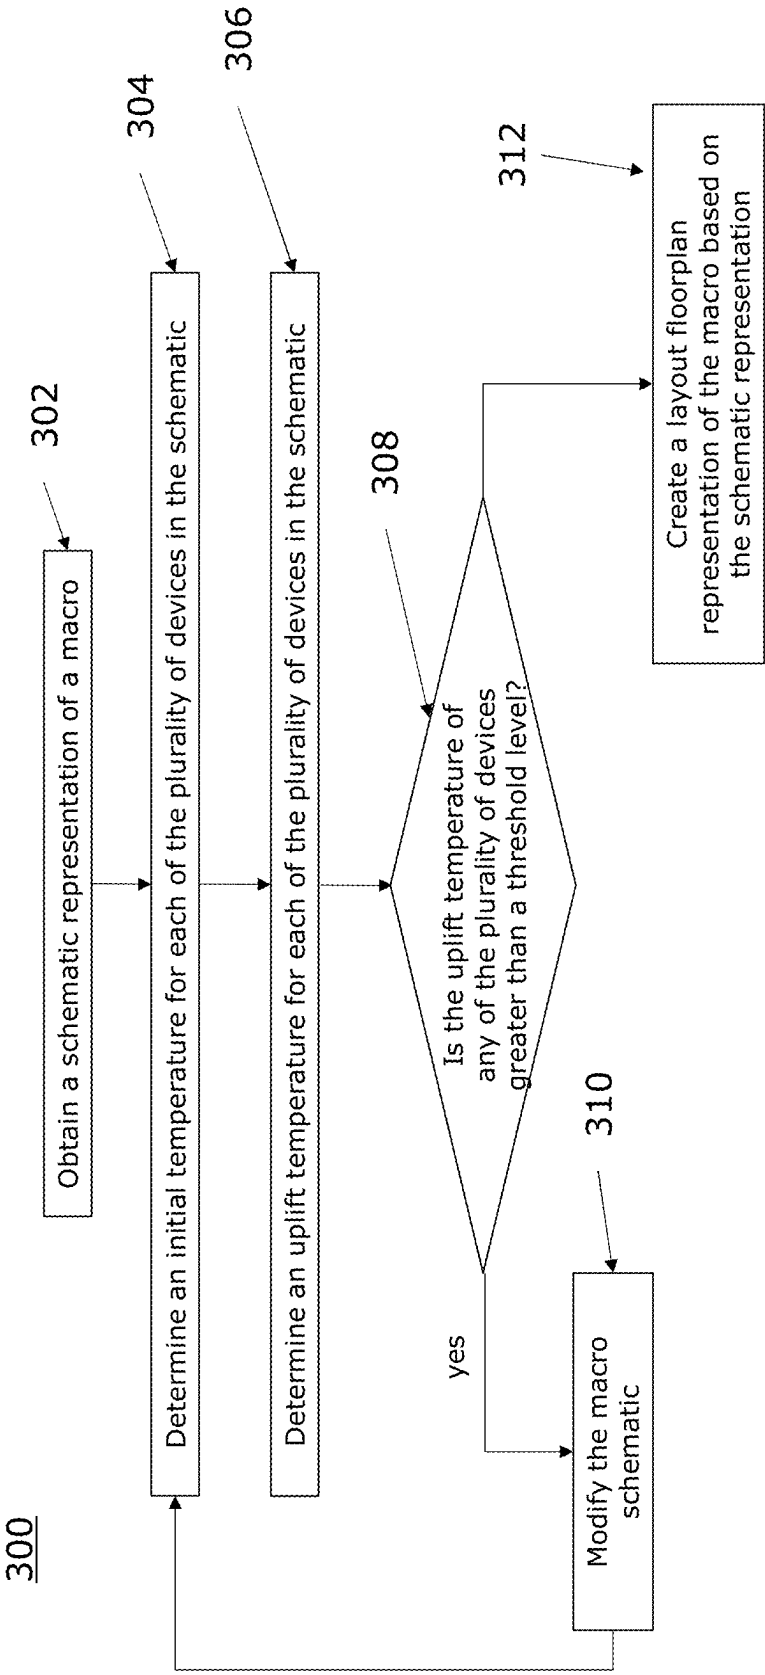 300
302
Obtain a schematic representation of a macro
304
Determine an initial temperature for each of the plurality of devices in the schematic
306
Determine an uplift temperature for each of the plurality of devices in the schematic
308
Is the uplift temperature of
any of the plurality of devices
greater than a threshold level?
yes
310
Modify the macro
schematic
312
Create a layout floorplan
representation of the macro based on
the schematic representation